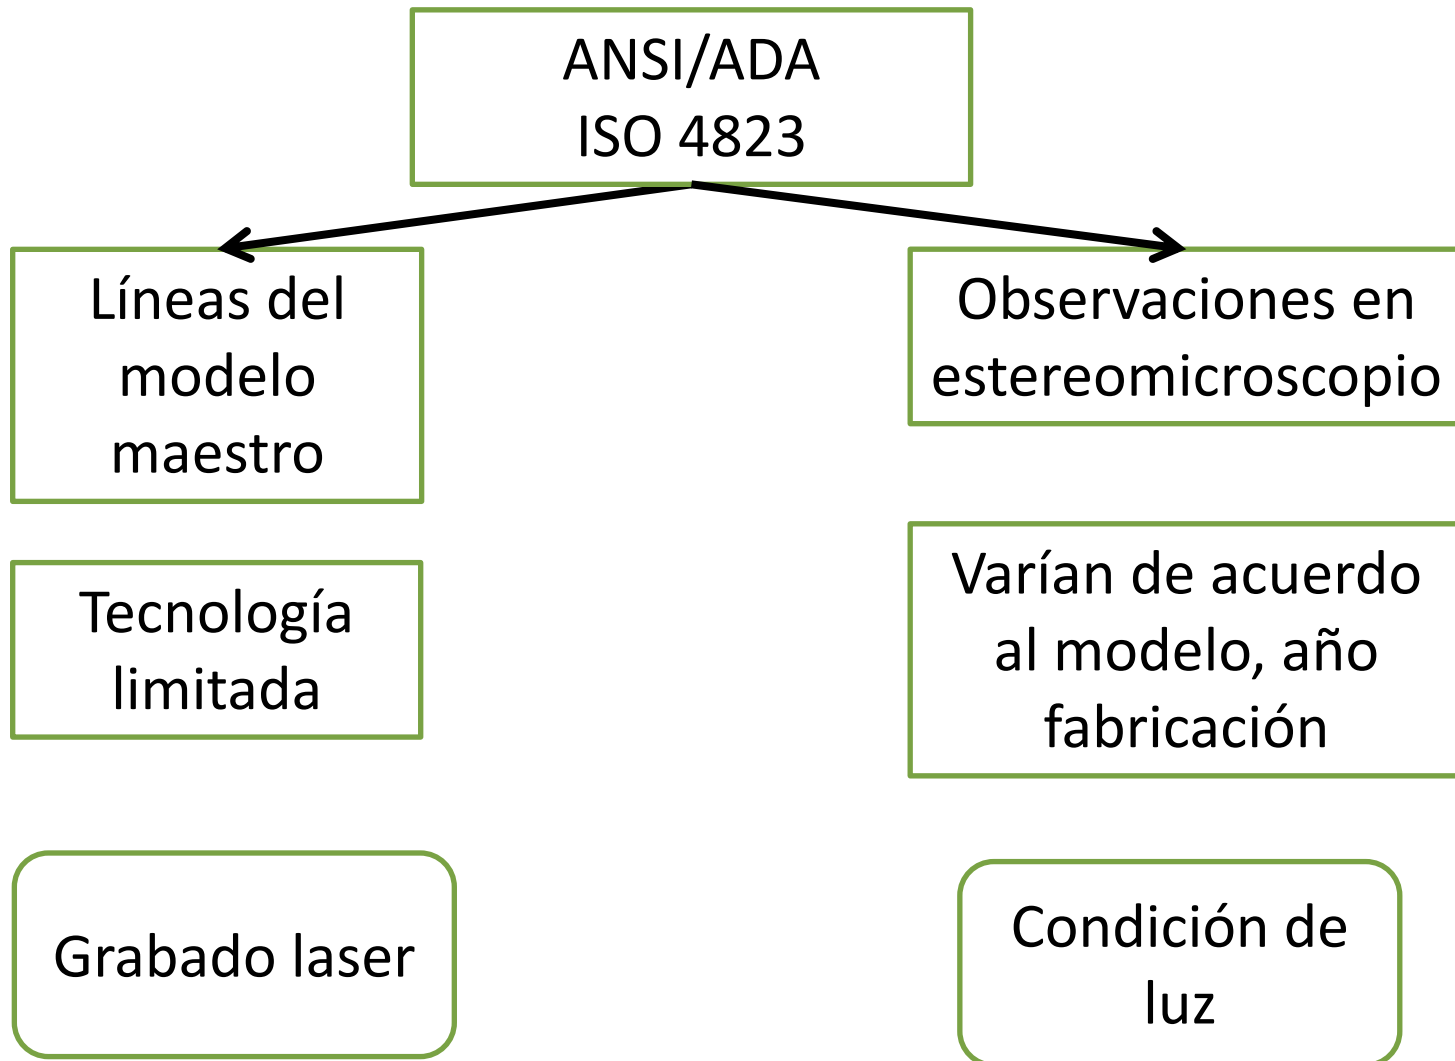 ANSI/ADA
ISO 4823
Líneas del
modelo
maestro
Observaciones en
estereomicroscopio
Tecnología
limitada
Varían de acuerdo
al modelo, año
fabricación
Grabado laser
Condición de
luz